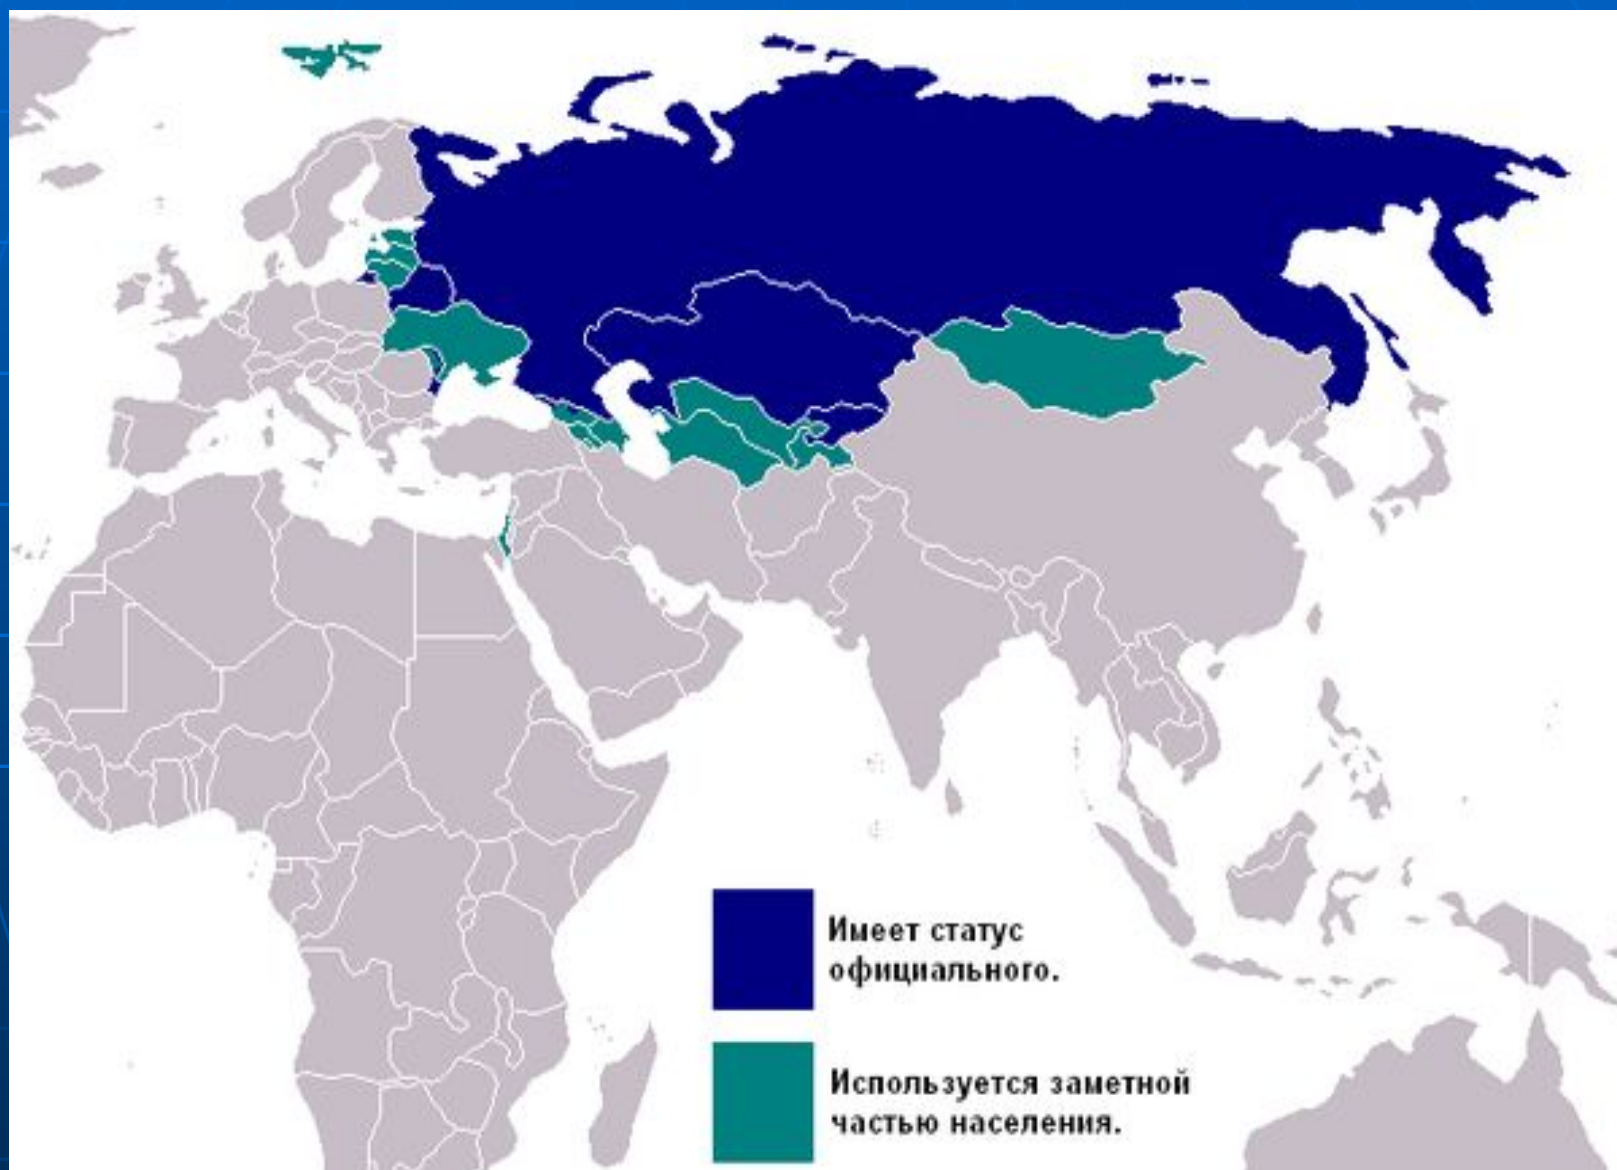 Имеет статус
официального.
Используется заметной
частью населения.